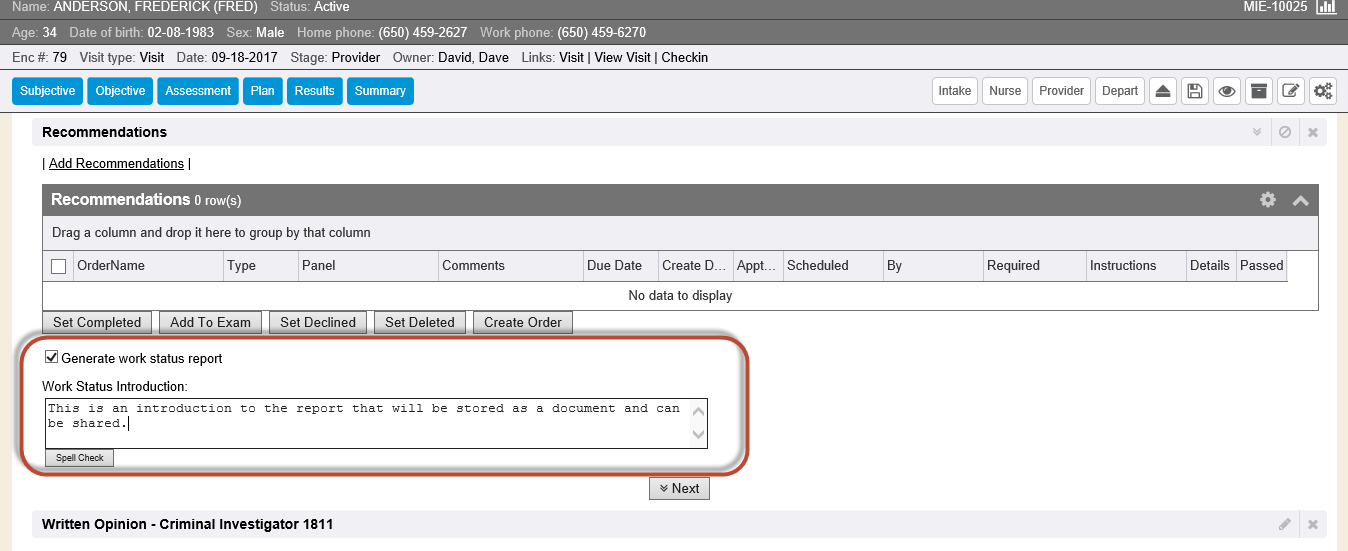 Name: ANDERSON, FREDERICK (FRED) Status: Active MIE-10025
Age: 34 Date of birth: 02-08-1983 Sex: Male Home phone: (650) 459-2627 Work phone: (650) 459-6270
Enc #: 79 Visit type: Visit Date: 09-18-2017 Stage: Provider Owner: David, Dave Links: Visit | View Visit | Checkin
Subjective Objective Assessment Plan Results Summary Intake Nurse Provider Depart
Recommendations
| Add Recommendations |
Recommendations 0 row(s)
Drag a column and drop it here to group by that column
OrderName Type Panel Comments Due Date Create D... Appt... Scheduled By Required Instructions Details Passed
No data to display
Set Completed Add To Exam Set Declined Set Deleted Create Order
Generate work status report
Work Status Introduction:
This is an introduction to the report that will be stored as a document and can
be shared.
Spell Check
Next
Written Opinion - Criminal Investigator 1811